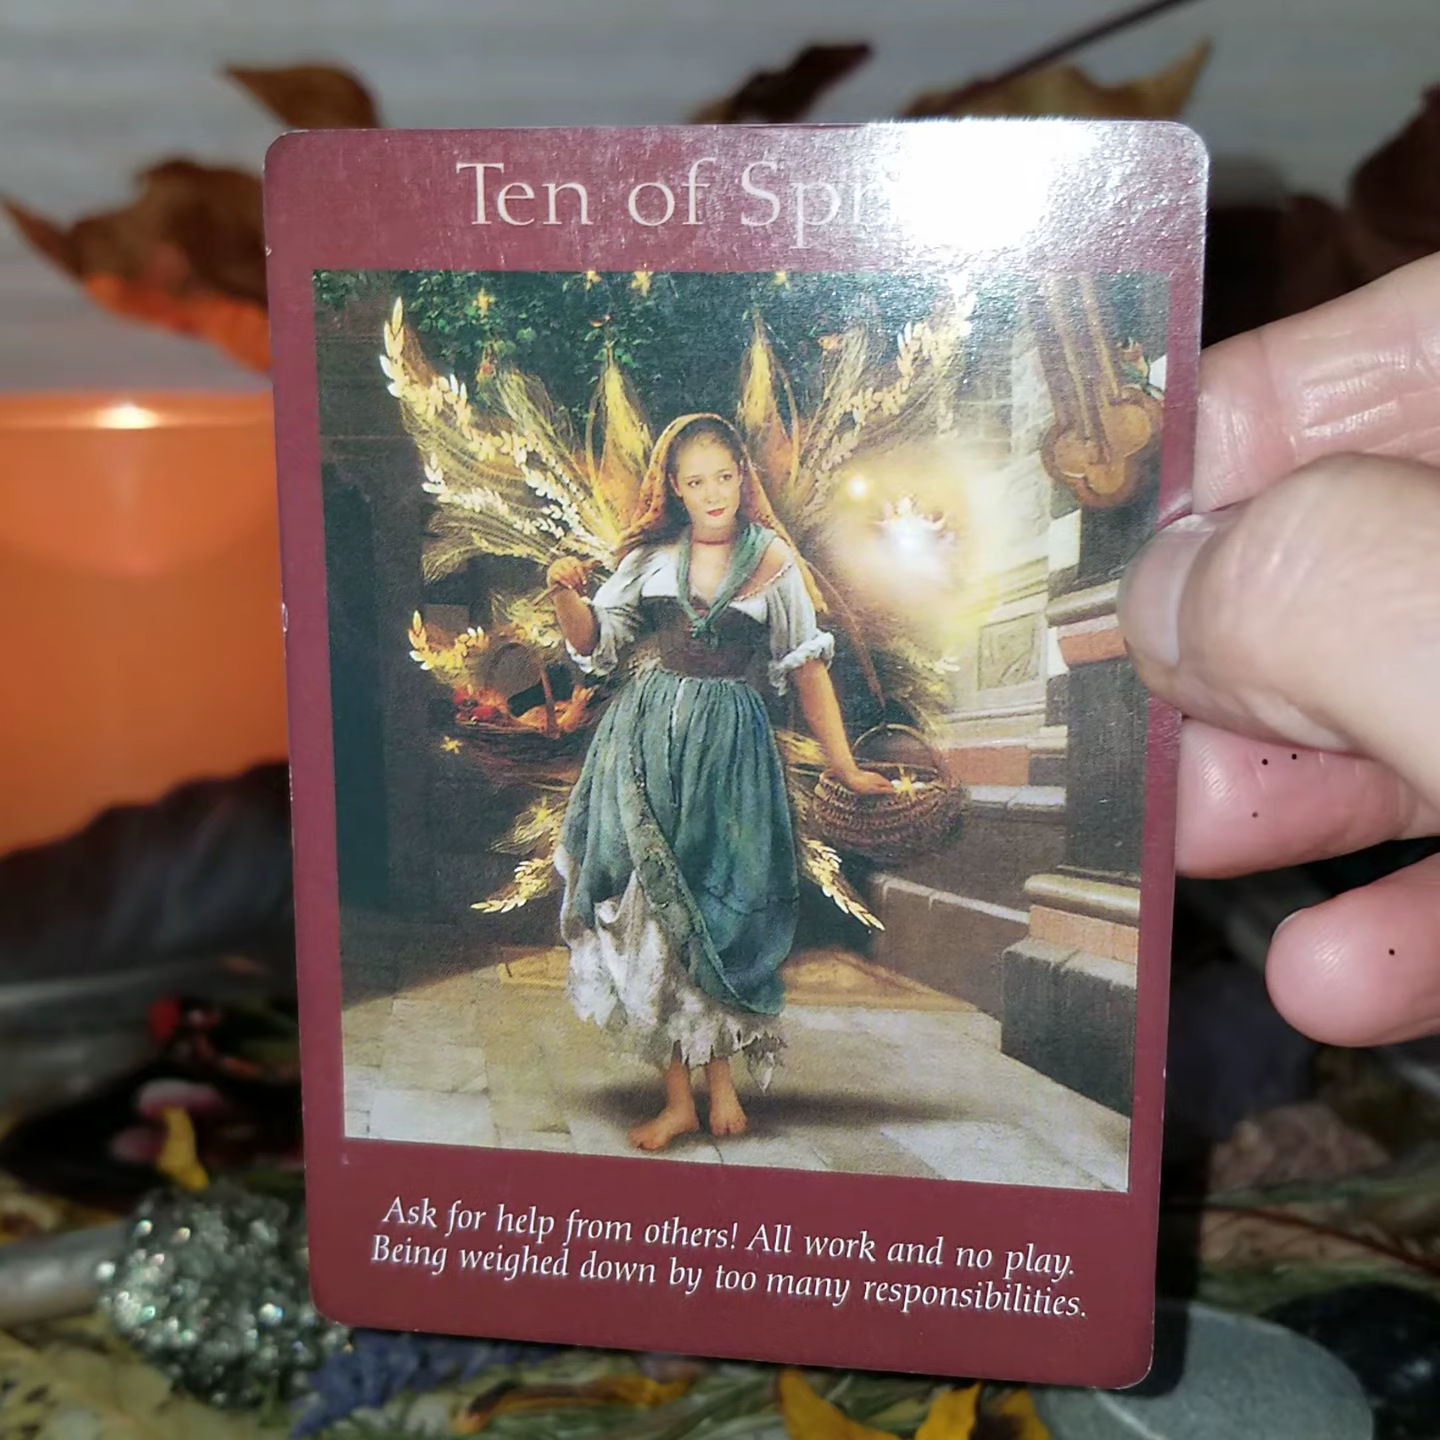 Ten of
Ask for help from others! All work and no play.
Being weighed down by too many responsibilities.